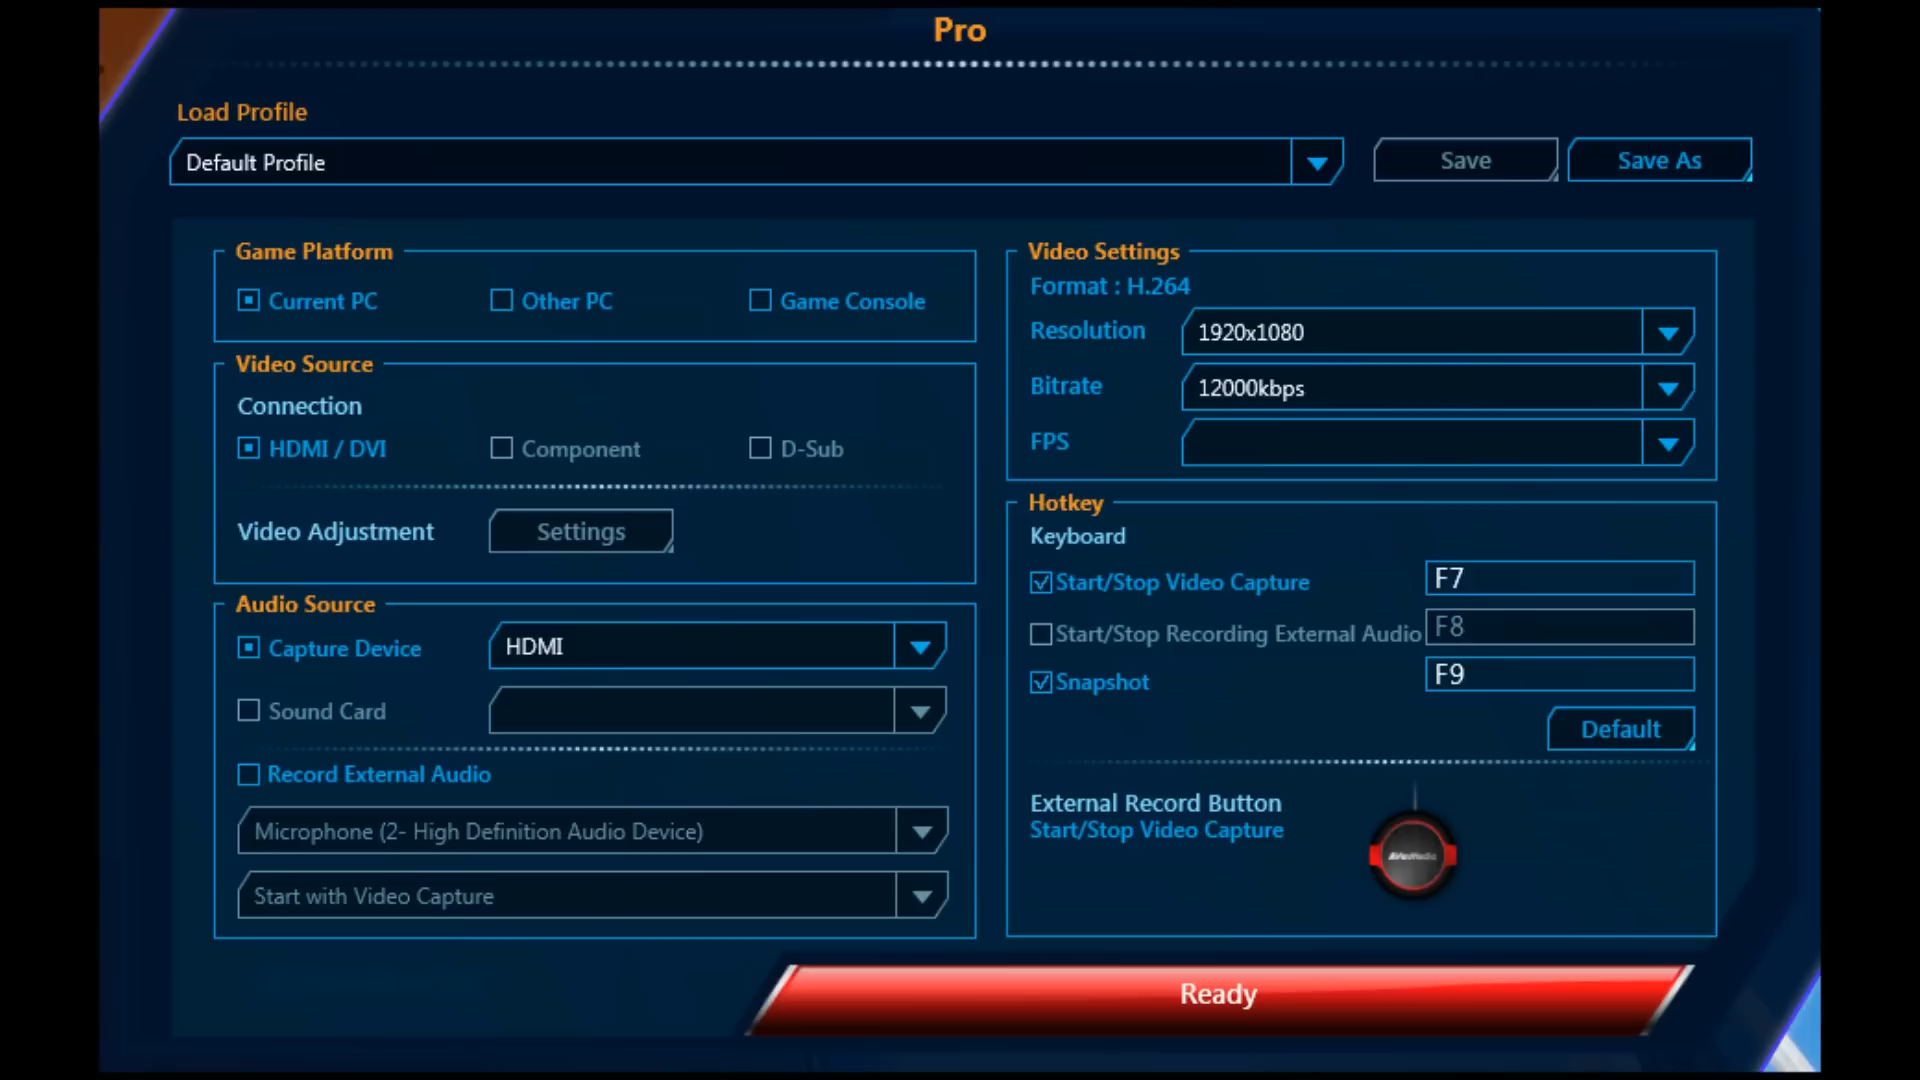 Pro
Load Profile
Default Profile
Save
Save As
Game Platform
Current PC
Other PC
Game Console
Video Source
Connection
HDMI / DVI
Component
D-Sub
Video Adjustment
Settings
Audio Source
Capture Device
HDMI
Sound Card
Record External Audio
Microphone (2- High Definition Audio Device)
Start with Video Capture
Video Settings
Format : H.264
Resolution
1920x1080
Bitrate
12000kbps
FPS
Hotkey
Keyboard
Start/Stop Video Capture
F7
Start/Stop Recording External Audio
F8
Snapshot
F9
Default
External Record Button
Start/Stop Video Capture
AVerMedia
Ready